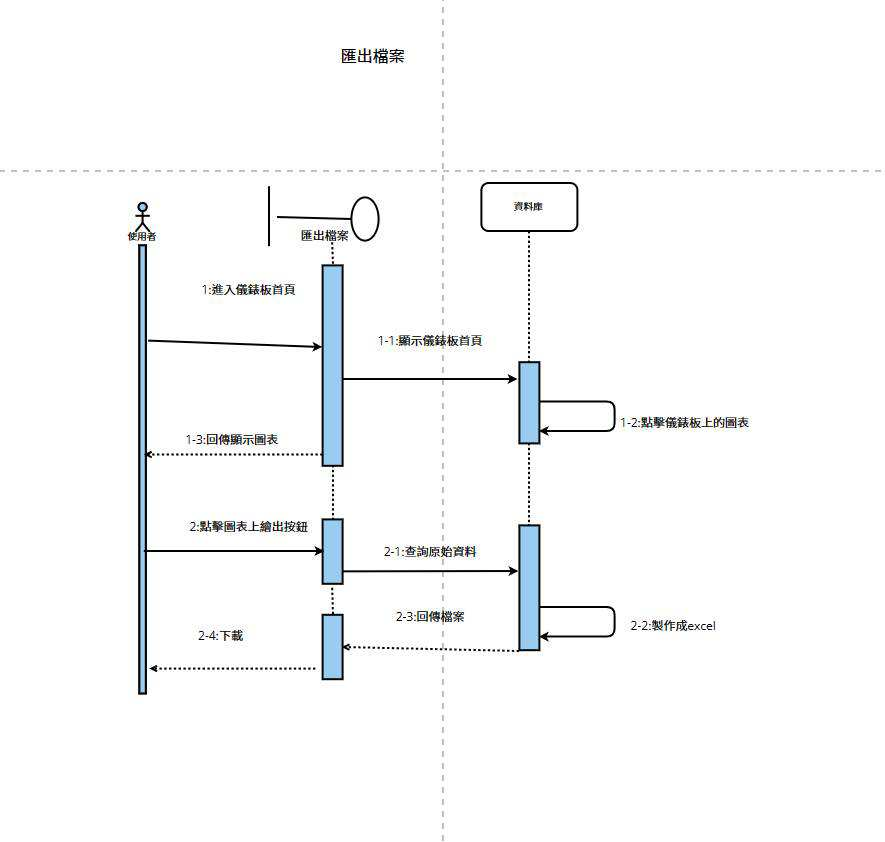 匯出檔案
使用者
匯出檔案
資料庫
1:進入儀錶板首頁
1-1:顯示儀錶板首頁
1-2:點擊儀錶板上的圖表
1-3:回傳顯示圖表
2:點擊圖表上繪出按鈕
2-1:查詢原始資料
2-3:回傳檔案
2-2:製作成excel
2-4:下載